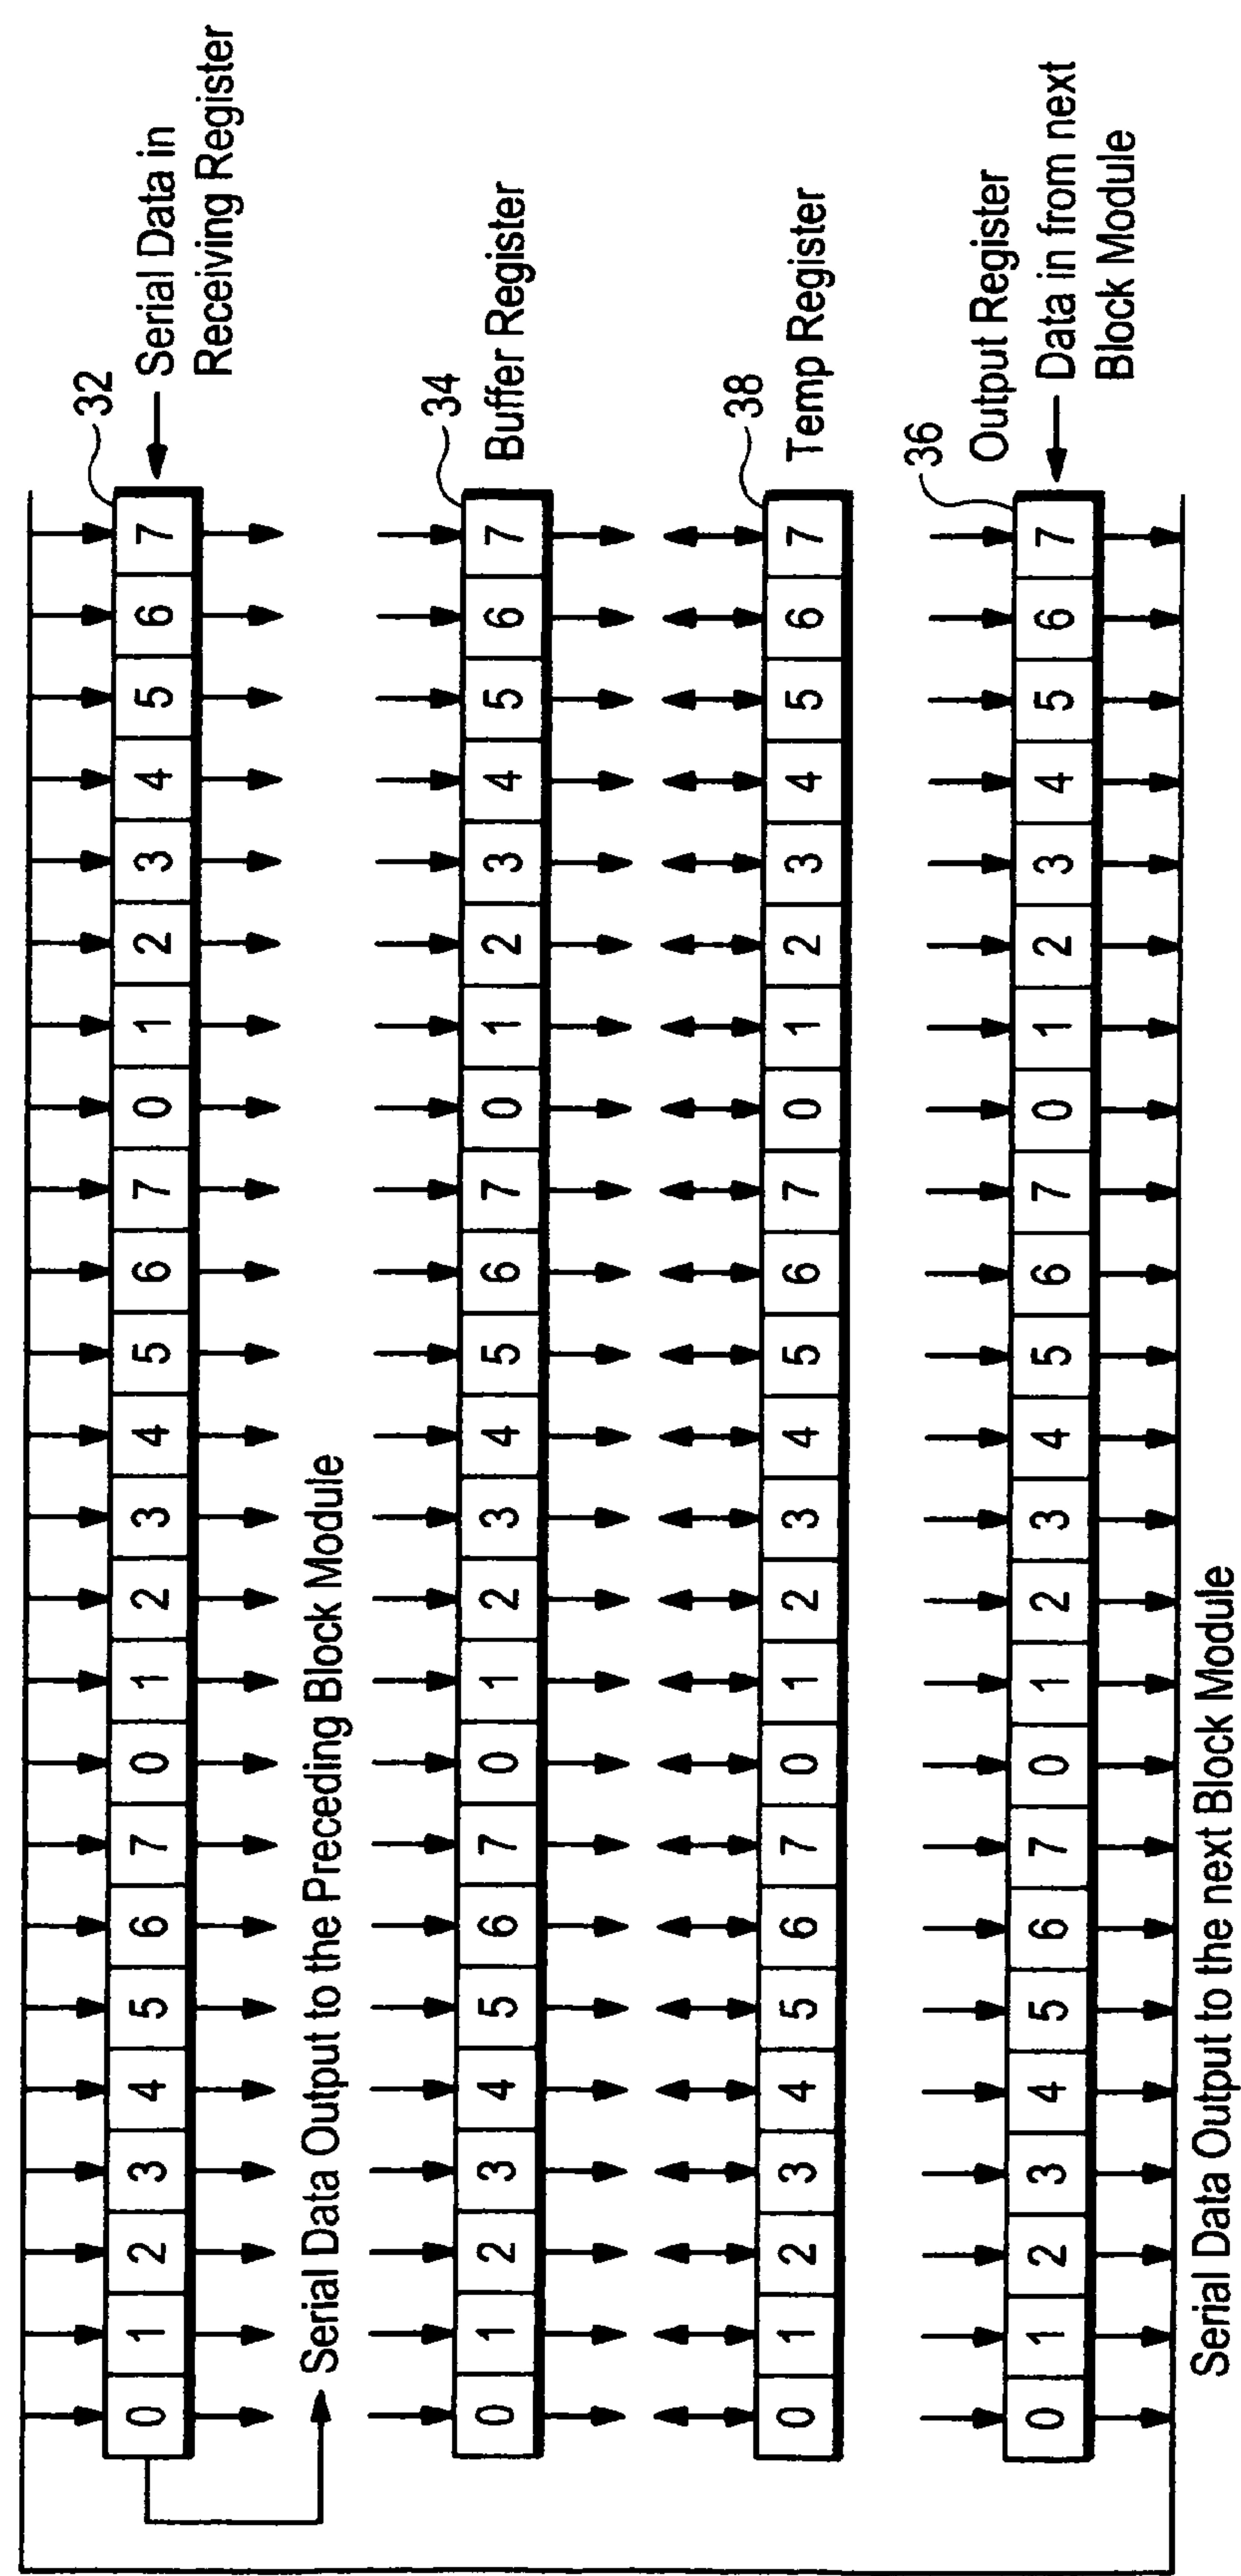 32
Serial Data in
Receiving Register
0 1 2 3 4 5 6 7 0 1 2 3 4 5 6 7 0 1 2 3 4 5 6 7
Serial Data Output to the Preceding Block Module
34
Buffer Register
0 1 2 3 4 5 6 7 0 1 2 3 4 5 6 7 0 1 2 3 4 5 6 7
38
Temp Register
0 1 2 3 4 5 6 7 0 1 2 3 4 5 6 7 0 1 2 3 4 5 6 7
36
Output Register
Data in from next
Block Module
0 1 2 3 4 5 6 7 0 1 2 3 4 5 6 7 0 1 2 3 4 5 6 7
Serial Data Output to the next Block Module